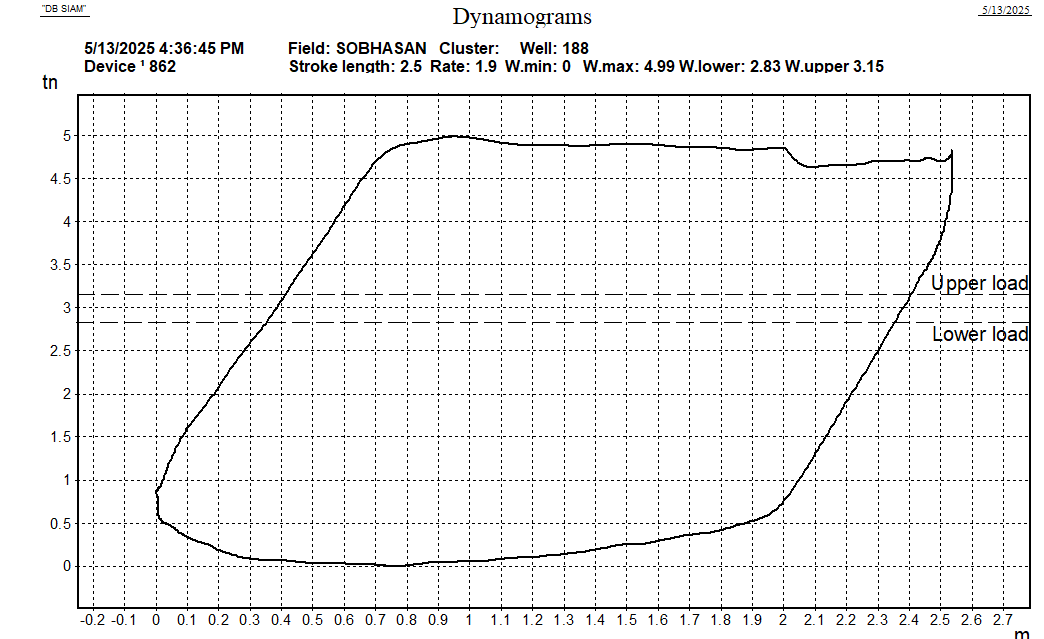 "DB SIAM"
5/13/2025
Dynamograms
5/13/2025 4:36:45 PM Field: SOBHASAN Cluster: Well: 188
Device ¹ 862 Stroke length: 2.5 Rate: 1.9 W.min: 0 W.max: 4.99 W.lower: 2.83 W.upper 3.15
tn
5
4.5
4
3.5
Upper load
3
Lower load
2.5
2
1.5
1
0.5
0
-0.2 -0.1 0 0.1 0.2 0.3 0.4 0.5 0.6 0.7 0.8 0.9 1 1.1 1.2 1.3 1.4 1.5 1.6 1.7 1.8 1.9 2 2.1 2.2 2.3 2.4 2.5 2.6 2.7
m